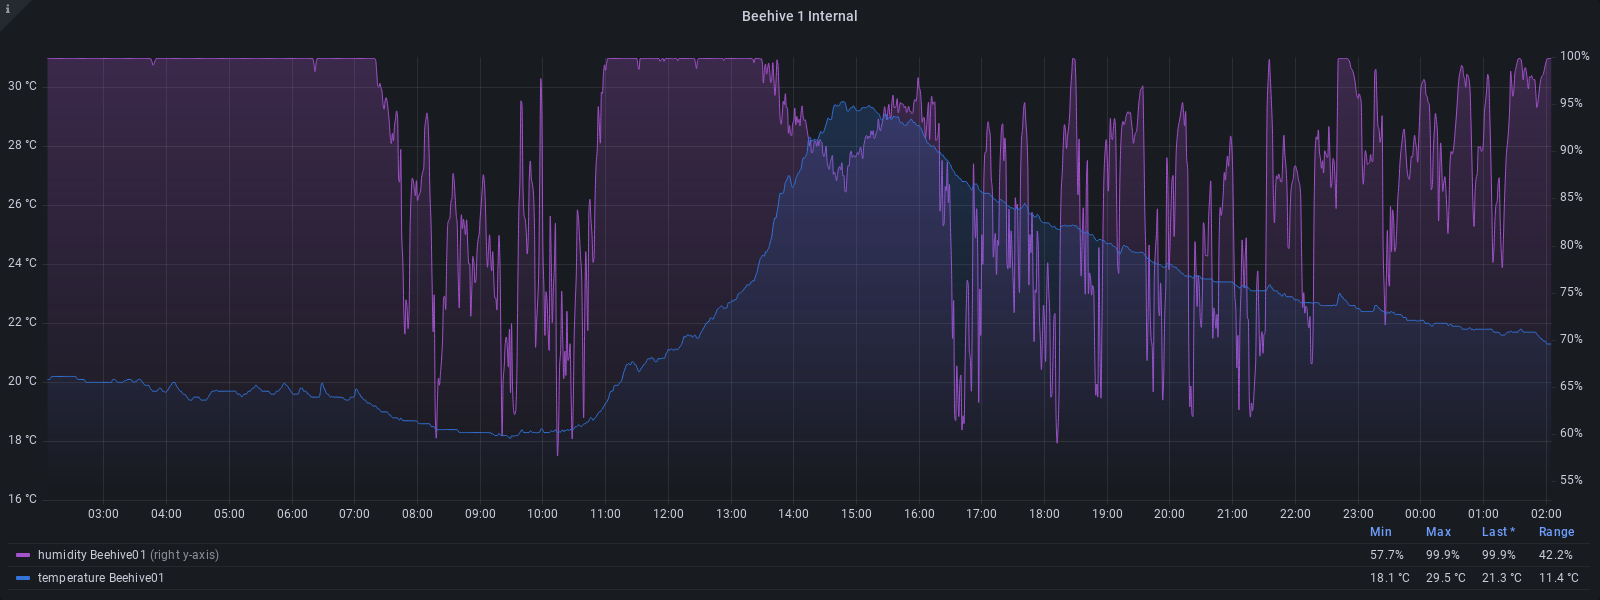 i
Beehive 1 Internal
30 °C
28 °C
26 °C
24 °C
22 °C
20 °C
18 °C
16 °C
100%
95%
90%
85%
80%
75%
70%
65%
60%
55%
03:00 04:00 05:00 06:00 07:00 08:00 09:00 10:00 11:00 12:00 13:00 14:00 15:00 16:00 17:00 18:00 19:00 20:00 21:00 22:00 23:00 00:00 01:00 02:00
Min Max Last * Range
humidity Beehive01 (right y-axis) 57.7% 99.9% 99.9% 42.2%
temperature Beehive01 18.1 °C 29.5 °C 21.3 °C 11.4 °C